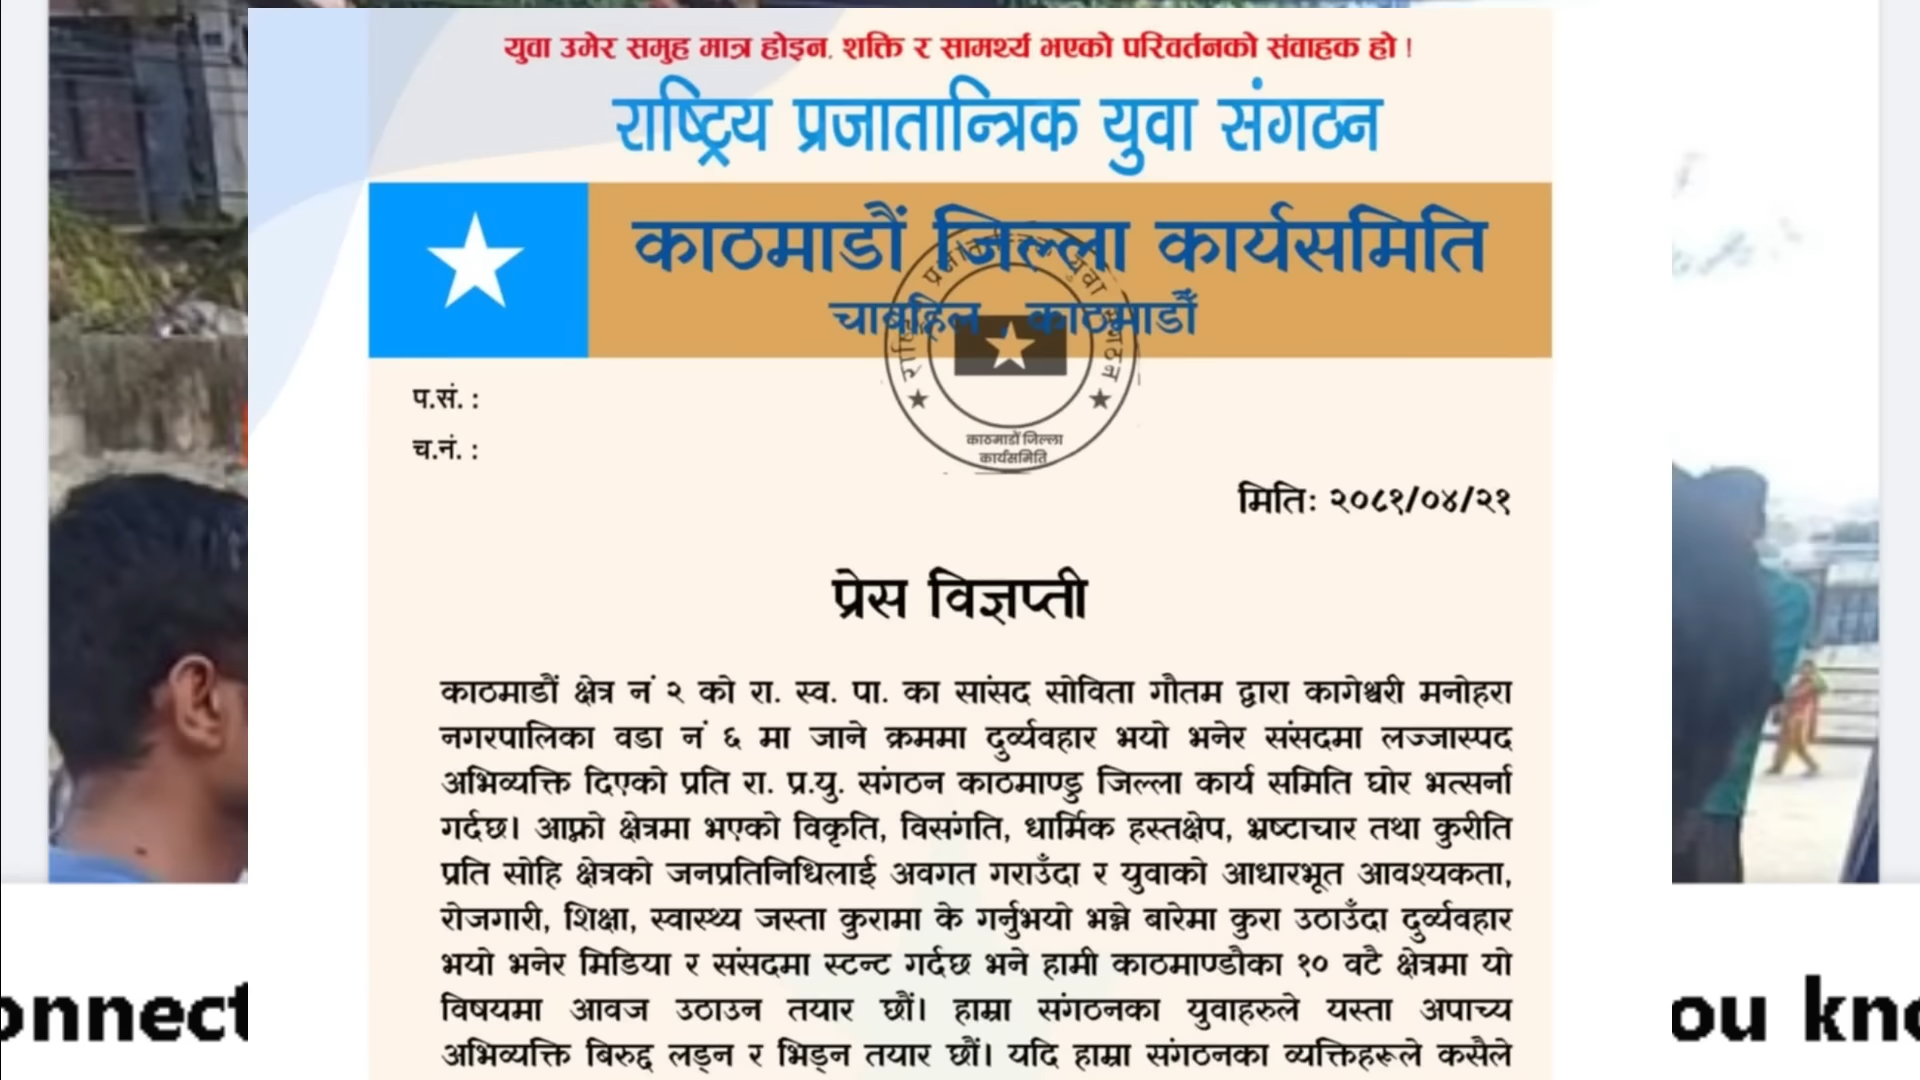 युवा उमेर समुह मात्र होइन, शक्ति र सामर्थ्य भएको परिवर्तनको संवाहक हो !
राष्ट्रिय प्रजातान्त्रिक युवा संगठन
काठमाडौं जिल्ला कार्यसमिति
चाबहिल , काठमाडौं
राष्ट्रिय प्रजातान्त्रिक युवा संगठन
काठमाडौं जिल्ला
कार्यसमिति
प.सं. :
च.नं. :
मितिः २०८१/०४/२१
प्रेस विज्ञप्ती
काठमाडौं क्षेत्र नं २ को रा. स्व. पा. का सांसद सोविता गौतम द्वारा कागेश्वरी मनोहरा
नगरपालिका वडा नं ६ मा जाने क्रममा दुर्व्यवहार भयो भनेर संसदमा लज्जास्पद
अभिव्यक्ति दिएको प्रति रा. प्र.यु. संगठन काठमाण्डु जिल्ला कार्य समिति घोर भत्सर्ना
गर्दछ। आफ्नो क्षेत्रमा भएको विकृति, विसंगति, धार्मिक हस्तक्षेप, भ्रष्टाचार तथा कुरीति
प्रति सोहि क्षेत्रको जनप्रतिनिधिलाई अवगत गराउँदा र युवाको आधारभूत आवश्यकता,
रोजगारी, शिक्षा, स्वास्थ्य जस्ता कुरामा के गर्नुभयो भन्ने बारेमा कुरा उठाउँदा दुर्व्यवहार
भयो भनेर मिडिया र संसदमा स्टन्ट गर्दछ भने हामी काठमाण्डौका १० वटै क्षेत्रमा यो
विषयमा आवज उठाउन तयार छौं। हाम्रा संगठनका युवाहरुले यस्ता अपाच्य
अभिव्यक्ति बिरुद्द लड्न र भिड्न तयार छौं। यदि हाम्रा संगठनका व्यक्तिहरूले कसैले
onnect
ou kno